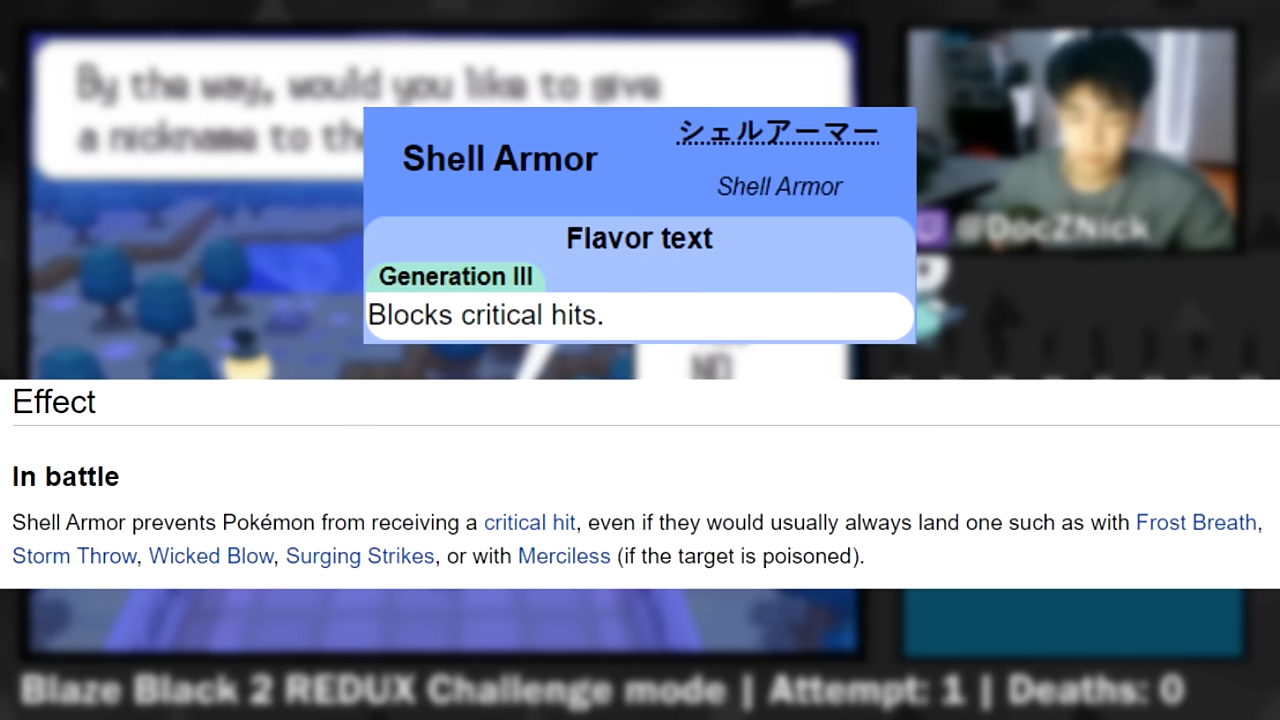 By the way, would you like to give
a nickname to the
Shell Armor
シェルアーマー
Shell Armor
Flavor text
Generation III
Blocks critical hits.
@DocZNick
NO
Effect
In battle
Shell Armor prevents Pokémon from receiving a critical hit, even if they would usually always land one such as with Frost Breath,
Storm Throw, Wicked Blow, Surging Strikes, or with Merciless (if the target is poisoned).
Blaze Black 2 REDUX Challenge mode | Attempt: 1 | Deaths: 0